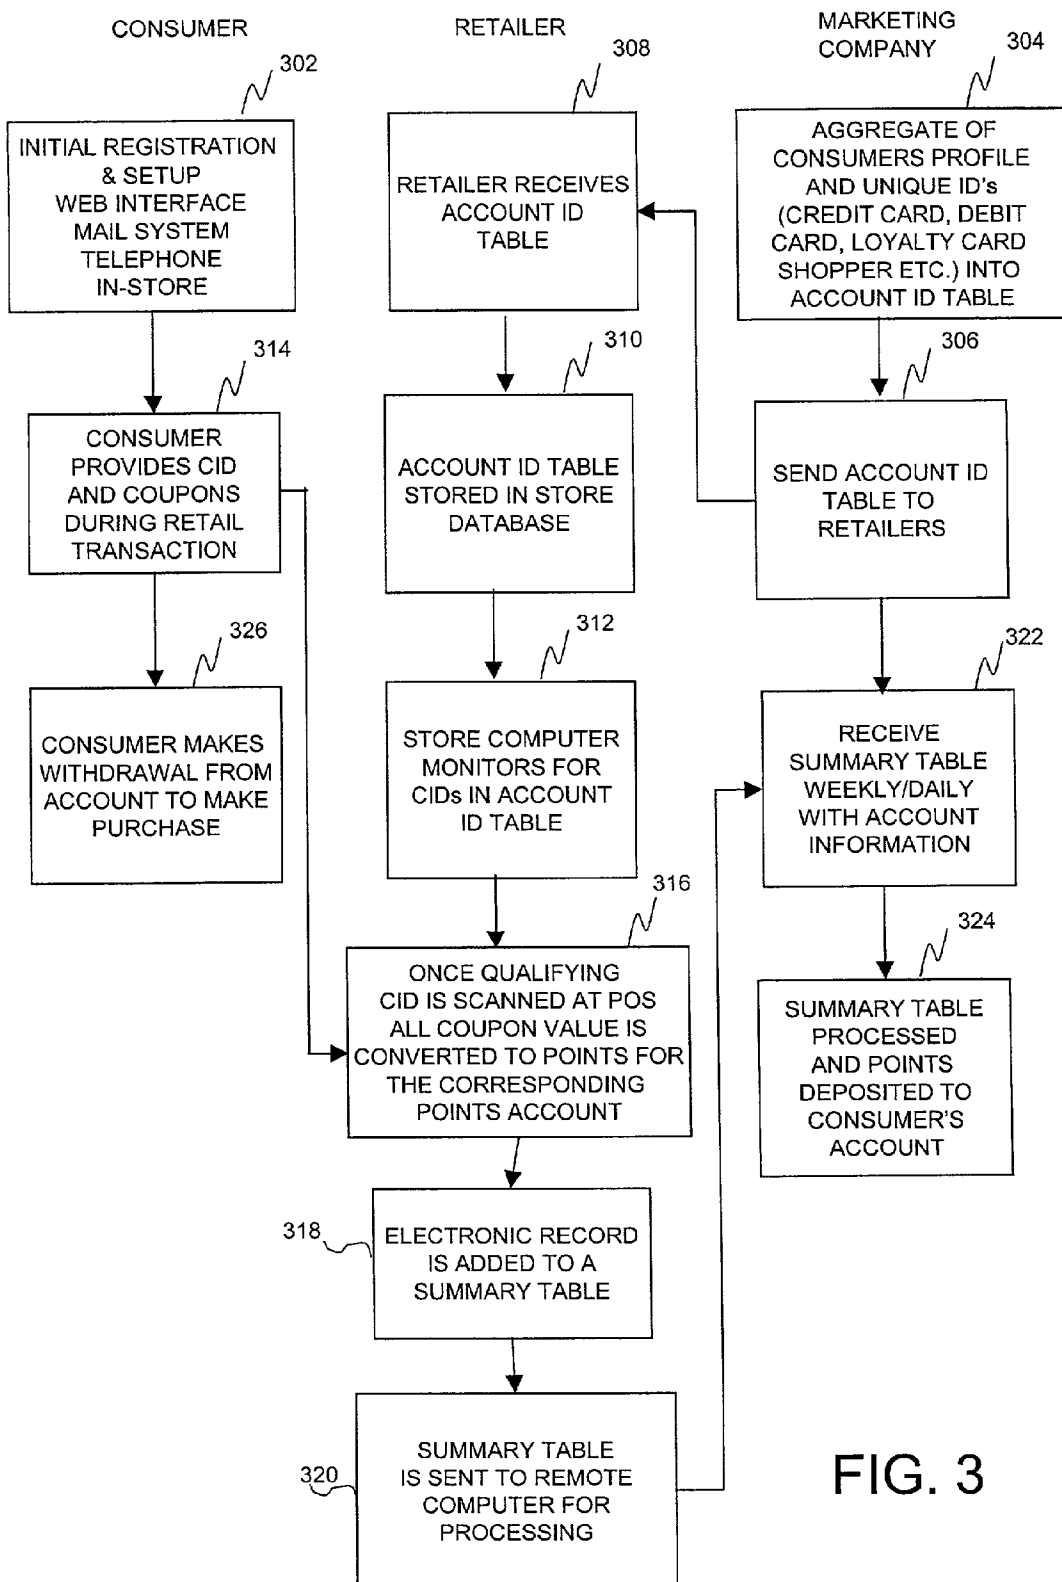 CONSUMER
RETAILER
MARKETING
COMPANY
302
308
304
INITIAL REGISTRATION
& SETUP
WEB INTERFACE
MAIL SYSTEM
TELEPHONE
IN-STORE
RETAILER RECEIVES
ACCOUNT ID
TABLE
AGGREGATE OF
CONSUMERS PROFILE
AND UNIQUE ID's
(CREDIT CARD, DEBIT
CARD, LOYALTY CARD
SHOPPER ETC.) INTO
ACCOUNT ID TABLE
314
310
306
CONSUMER
PROVIDES CID
AND COUPONS
DURING RETAIL
TRANSACTION
ACCOUNT ID TABLE
STORED IN STORE
DATABASE
SEND ACCOUNT ID
TABLE TO
RETAILERS
326
312
322
CONSUMER MAKES
WITHDRAWAL FROM
ACCOUNT TO MAKE
PURCHASE
STORE COMPUTER
MONITORS FOR
CIDs IN ACCOUNT
ID TABLE
RECEIVE
SUMMARY TABLE
WEEKLY/DAILY
WITH ACCOUNT
INFORMATION
316
324
ONCE QUALIFYING
CID IS SCANNED AT POS
ALL COUPON VALUE IS
CONVERTED TO POINTS FOR
THE CORRESPONDING
POINTS ACCOUNT
SUMMARY TABLE
PROCESSED
AND POINTS
DEPOSITED TO
CONSUMER'S
ACCOUNT
318
ELECTRONIC RECORD
IS ADDED TO A
SUMMARY TABLE
320
SUMMARY TABLE
IS SENT TO REMOTE
COMPUTER FOR
PROCESSING
FIG. 3